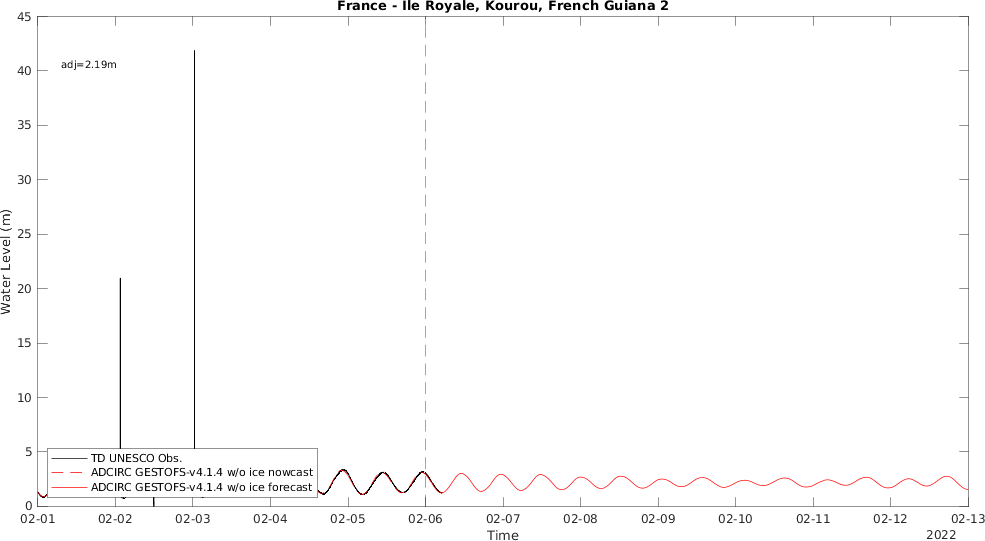 France - Ile Royale, Kourou, French Guiana 2
45
adj=2.19m
40
35
30
25
20
15
10
5
0
Water Level (m)
TD UNESCO Obs.
ADCIRC GESTOFS-v4.1.4 w/o ice nowcast
ADCIRC GESTOFS-v4.1.4 w/o ice forecast
02-01 02-02 02-03 02-04 02-05 02-06 02-07 02-08 02-09 02-10 02-11 02-12 02-13
Time
2022